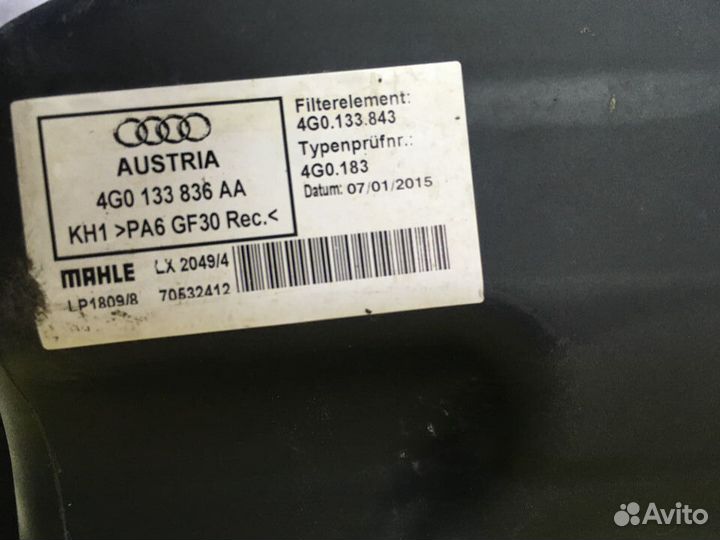 AUSTRIA
4G0 133 836 AA
KH1 >PA6 GF30 Rec.<
Filterelement:
4G0.133.843
Typenprüfnr.:
4G0.183
Datum: 07/01/2015
MAHLE LX 2049/4
LP1809/8 70532412
Avito